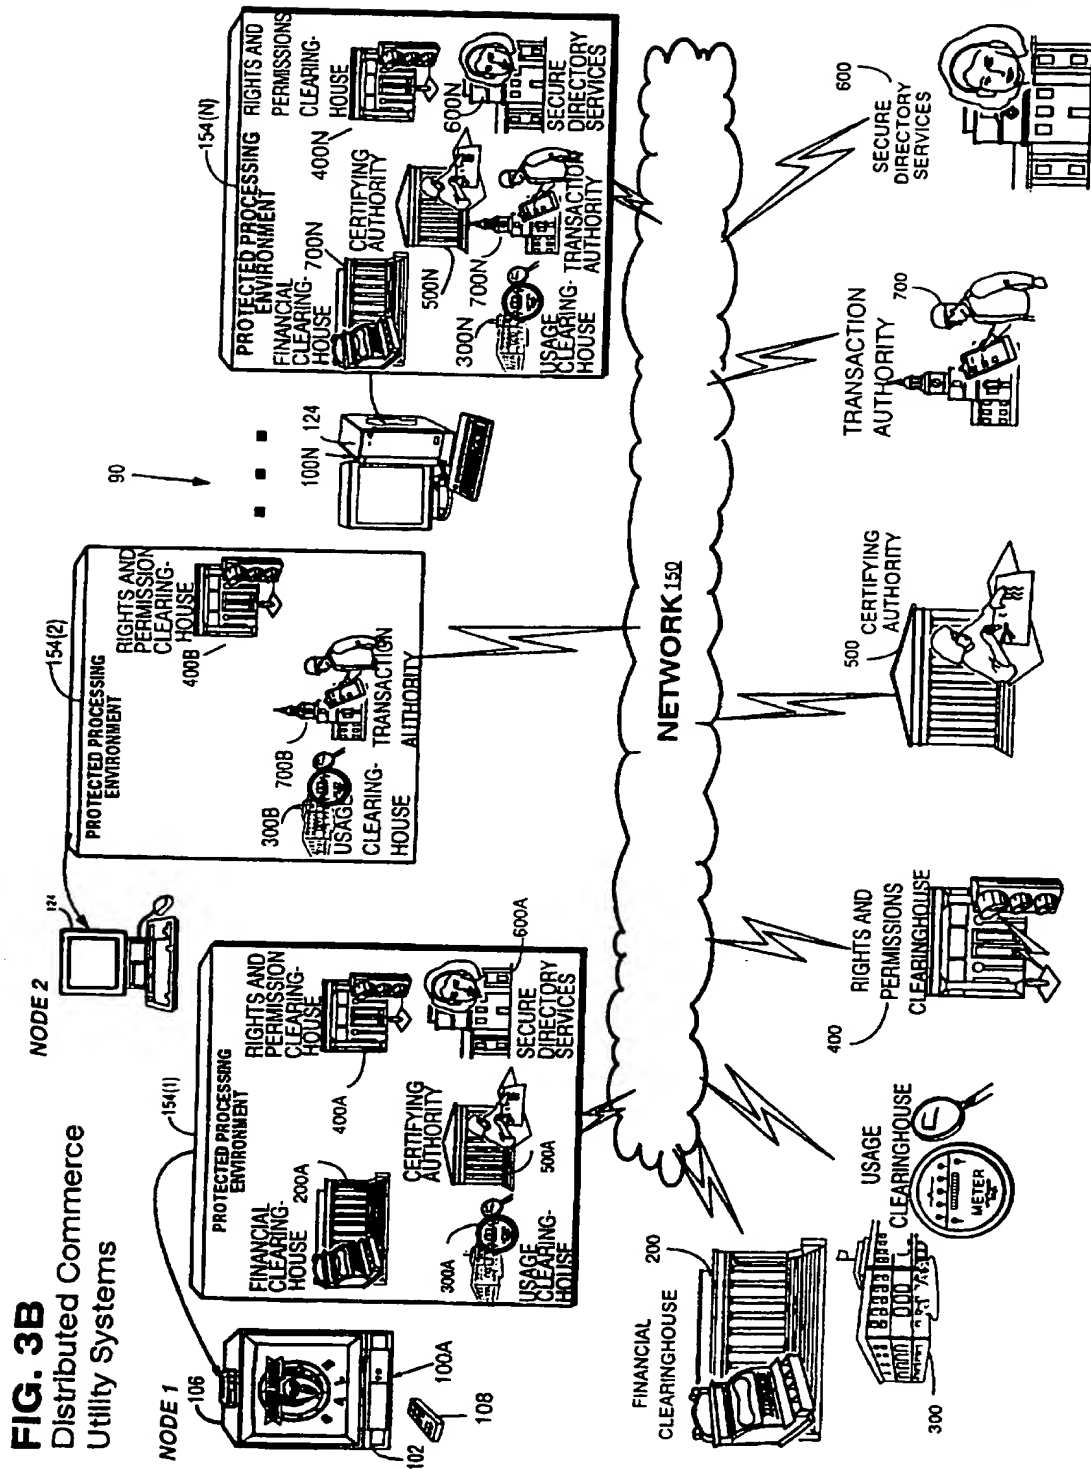 FIG. 3B
Distributed Commerce
Utility Systems
NODE 1
106
102
100A
108
154(1)
PROTECTED PROCESSING
ENVIRONMENT
FINANCIAL
CLEARING-
HOUSE
200A
RIGHTS AND
PERMISSION
CLEARING-
HOUSE
400A
300A
USAGE
CLEARING-
HOUSE
CERTIFYING
AUTHORITY
500A
SECURE
DIRECTORY
SERVICES
600A
NODE 2
124
154(2)
PROTECTED PROCESSING
ENVIRONMENT
RIGHTS AND
PERMISSION
CLEARING-
HOUSE
400B
300B
USAGE
CLEARING-
HOUSE
700B
TRANSACTION
AUTHORITY
90
100N
124
154(N)
PROTECTED PROCESSING
ENVIRONMENT
FINANCIAL
CLEARING-
HOUSE
700N
CERTIFYING
AUTHORITY
500N
RIGHTS AND
PERMISSIONS
CLEARING-
HOUSE
400N
300N
USAGE
CLEARING-
HOUSE
700N
TRANSACTION
AUTHORITY
600N
SECURE
DIRECTORY
SERVICES
NETWORK 150
FINANCIAL
CLEARINGHOUSE
200
300
USAGE
CLEARINGHOUSE
METER
400
RIGHTS AND
PERMISSIONS
CLEARINGHOUSE
500
CERTIFYING
AUTHORITY
TRANSACTION
AUTHORITY
700
SECURE
DIRECTORY
SERVICES
600